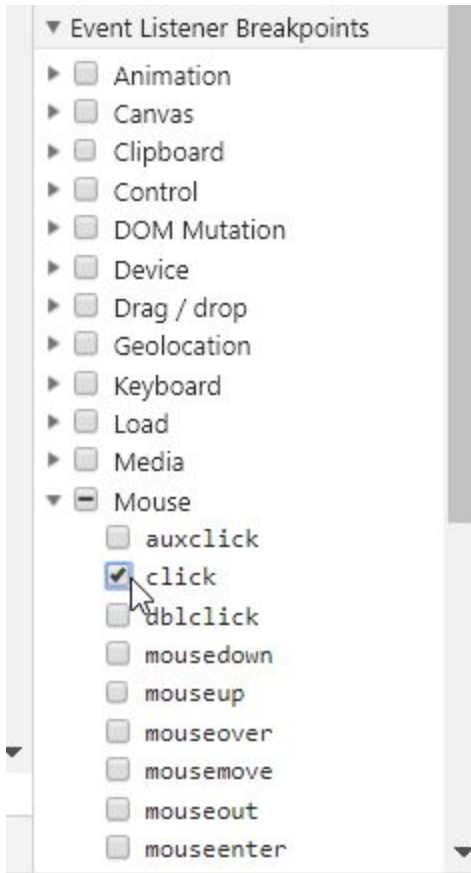 Event Listener Breakpoints
Animation
Canvas
Clipboard
Control
DOM Mutation
Device
Drag / drop
Geolocation
Keyboard
Load
Media
Mouse
auxclick
click
dblclick
mousedown
mouseup
mouseover
mousemove
mouseout
mouseenter